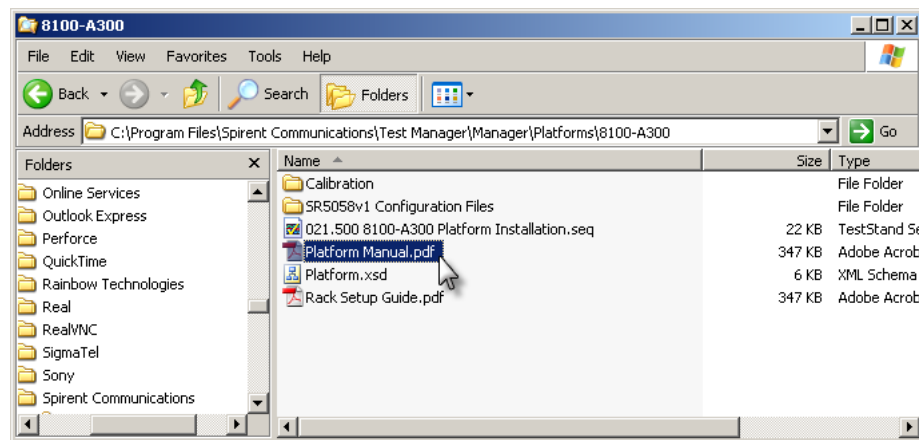 8100-A300
File Edit View Favorites Tools Help
Back Search Folders
Address C:\Program Files\Spirent Communications\Test Manager\Manager\Platforms\8100-A300 Go
Folders x
Online Services
Outlook Express
Perforce
QuickTime
Rainbow Technologies
Real
RealVNC
SigmaTel
Sony
Spirent Communications
Name Size Type
Calibration File Folder
SR5058v1 Configuration Files File Folder
021.500 8100-A300 Platform Installation.seq 22 KB TestStand Se
Platform Manual.pdf 347 KB Adobe Acrob
Platform.xsd 6 KB XML Schema
Rack Setup Guide.pdf 347 KB Adobe Acrob